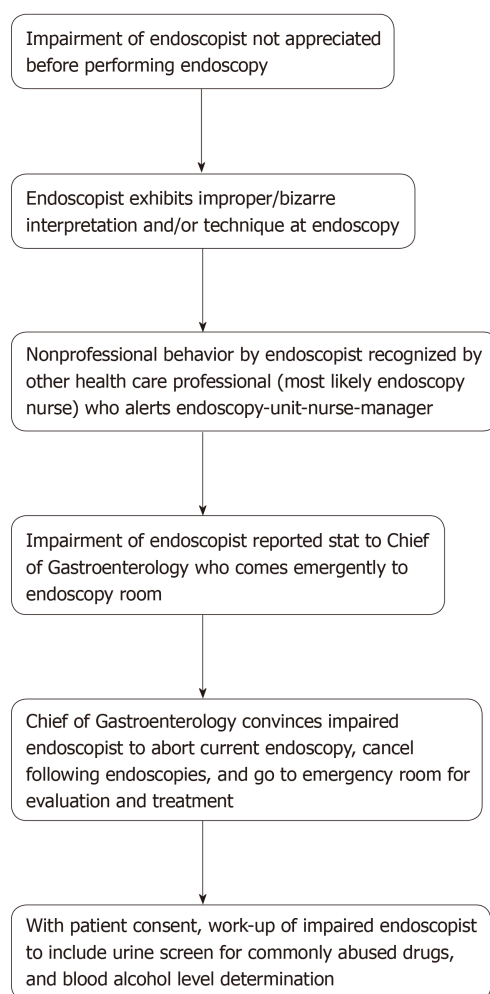 Impairment of endoscopist not appreciated
before performing endoscopy
Endoscopist exhibits improper/bizarre
interpretation and/or technique at endoscopy
Nonprofessional behavior by endoscopist recognized by
other health care professional (most likely endoscopy
nurse) who alerts endoscopy-unit-nurse-manager
Impairment of endoscopist reported stat to Chief
of Gastroenterology who comes emergently to
endoscopy room
Chief of Gastroenterology convinces impaired
endoscopist to abort current endoscopy, cancel
following endoscopies, and go to emergency room for
evaluation and treatment
With patient consent, work-up of impaired endoscopist
to include urine screen for commonly abused drugs,
and blood alcohol level determination